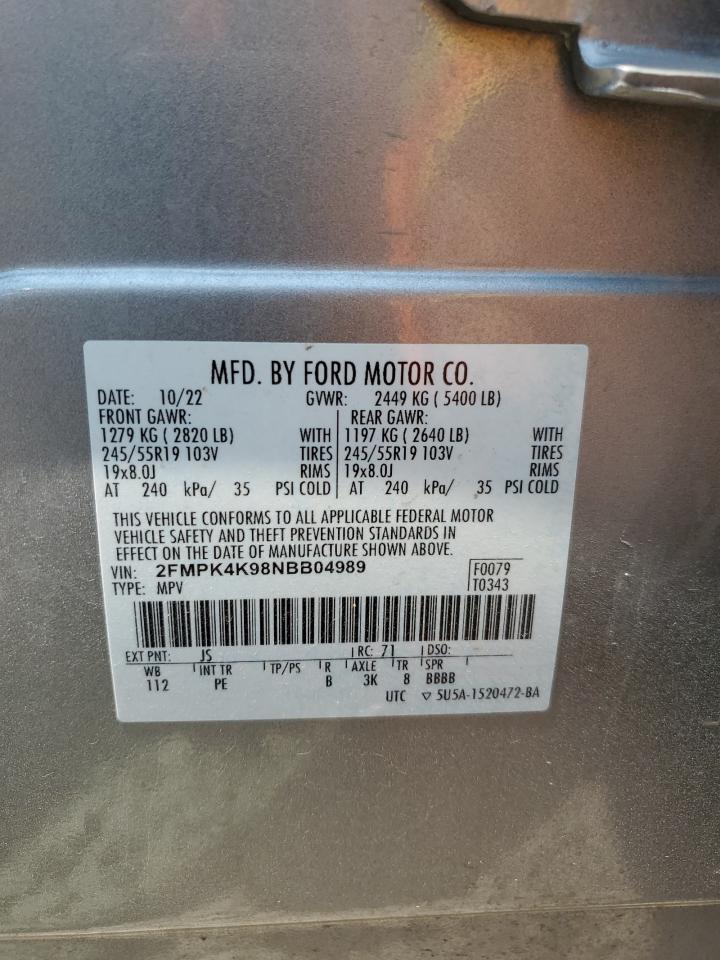 MFD. BY FORD MOTOR CO.
DATE: 10/22 GVWR: 2449 KG ( 5400 LB)
FRONT GAWR: REAR GAWR:
1279 KG ( 2820 LB) WITH 1197 KG ( 2640 LB) WITH
245/55R19 103V TIRES 245/55R19 103V TIRES
19x8.0J RIMS 19x8.0J RIMS
AT 240 kPa/ 35 PSI COLD AT 240 kPa/ 35 PSI COLD
THIS VEHICLE CONFORMS TO ALL APPLICABLE FEDERAL MOTOR
VEHICLE SAFETY AND THEFT PREVENTION STANDARDS IN
EFFECT ON THE DATE OF MANUFACTURE SHOWN ABOVE.
VIN: 2FMPK4K98NBB04989 F0079
TYPE: MPV T0343
EXT PNT: JS RC: 71 DSO:
WB INT TR TP/PS R AXLE TR SPR
112 PE B 3K 8 BBBB
UTC ▽ 5U5A-1520472-BA